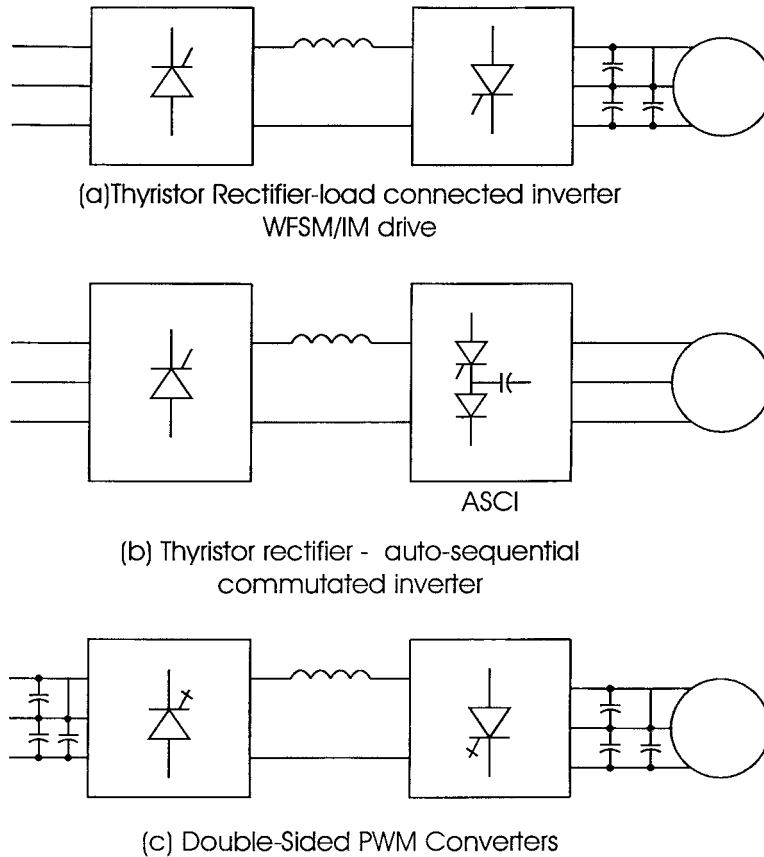 (a)Thyristor Rectifier-load connected inverter
WFSM/IM drive
ASCI
(b) Thyristor rectifier - auto-sequential
commutated inverter
(c) Double-Sided PWM Converters